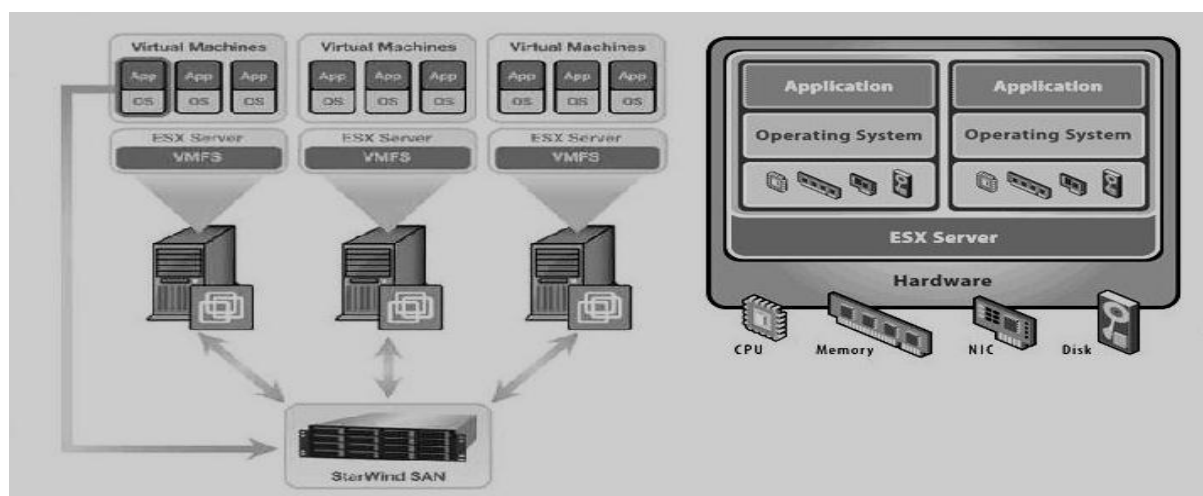 Virtual Machines Virtual Machines Virtual Machines
App App App App App App App App App
OS OS OS OS OS OS OS OS OS
ESX Server ESX Server ESX Server
VMFS VMFS VMFS
StarWind SAN
Application Application
Operating System Operating System
ESX Server
Hardware
CPU Memory NIC Disk